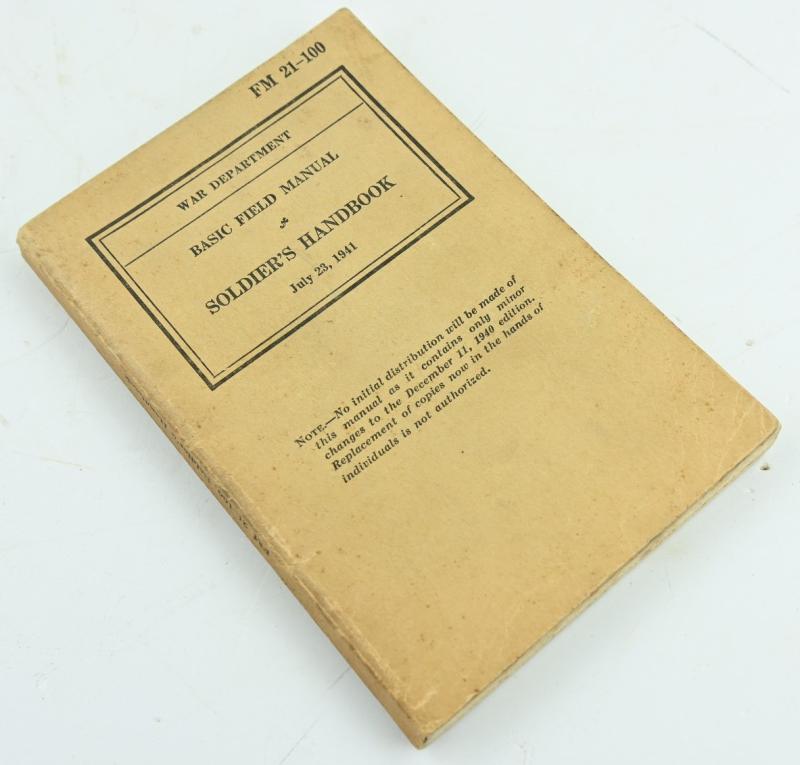 FM 21-100
WAR DEPARTMENT
BASIC FIELD MANUAL
SOLDIER'S HANDBOOK
July 23, 1941
NOTE.—No initial distribution will be made of
this manual as it contains only minor
changes to the December 11, 1940 edition.
Replacement of copies now in the hands of
individuals is not authorized.